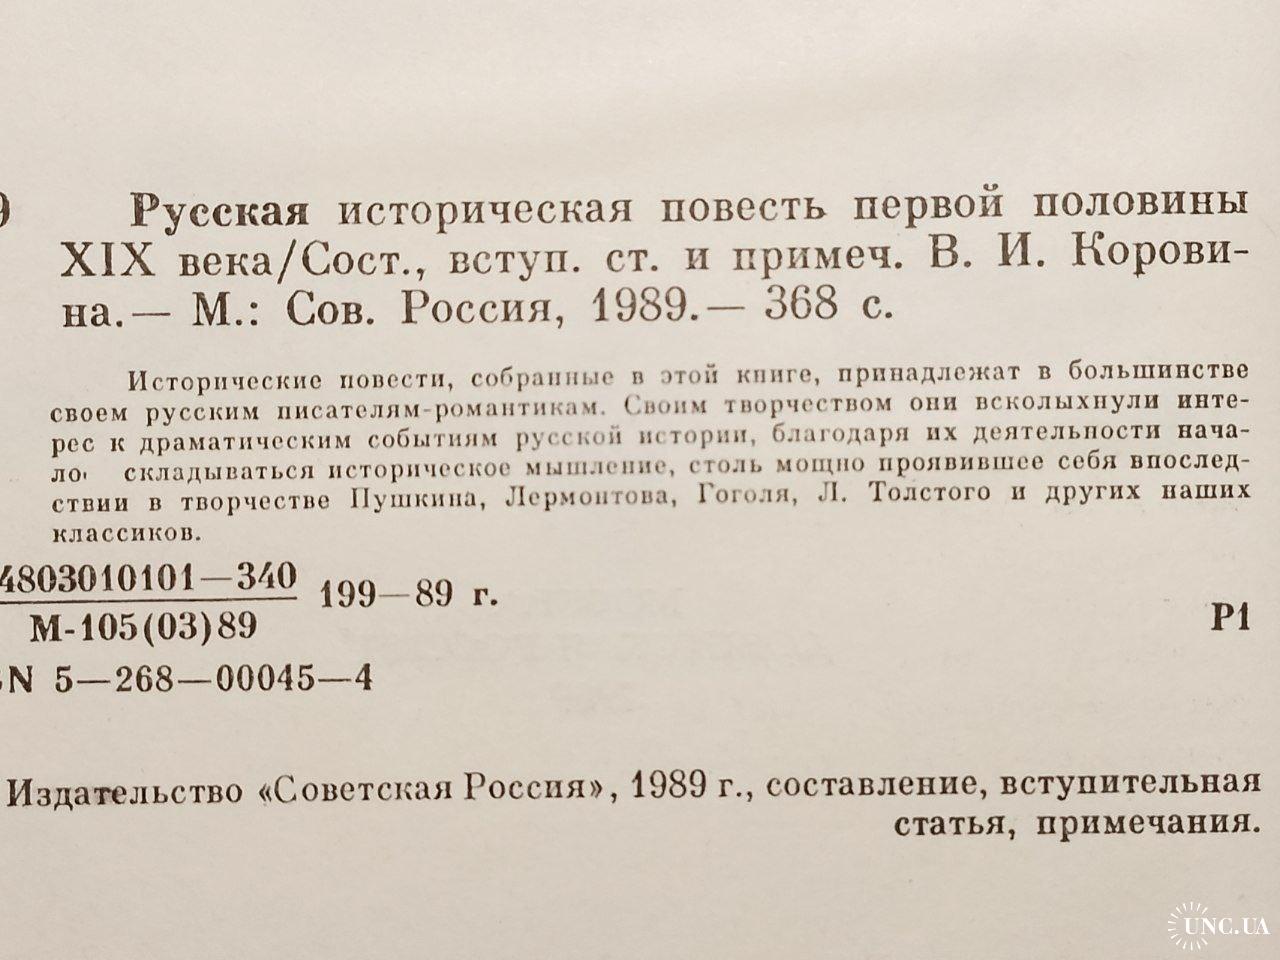 9 Русская историческая повесть первой половины
XIX века/Сост., вступ. ст. и примеч. В. И. Корови-
на.— М.: Сов. Россия, 1989.— 368 с.
Исторические повести, собранные в этой книге, принадлежат в большинстве
своем русским писателям-романтикам. Своим творчеством они всколыхнули инте-
рес к драматическим событиям русской истории, благодаря их деятельности нача-
ло складываться историческое мышление, столь мощно проявившее себя впослед-
ствии в творчестве Пушкина, Лермонтова, Гоголя, Л. Толстого и других наших
классиков.
4803010101—340
М-105(03)89
199—89 г.
Р1
N 5—268—00045—4
Издательство «Советская Россия», 1989 г., составление, вступительная
статья, примечания.
UNC.UA